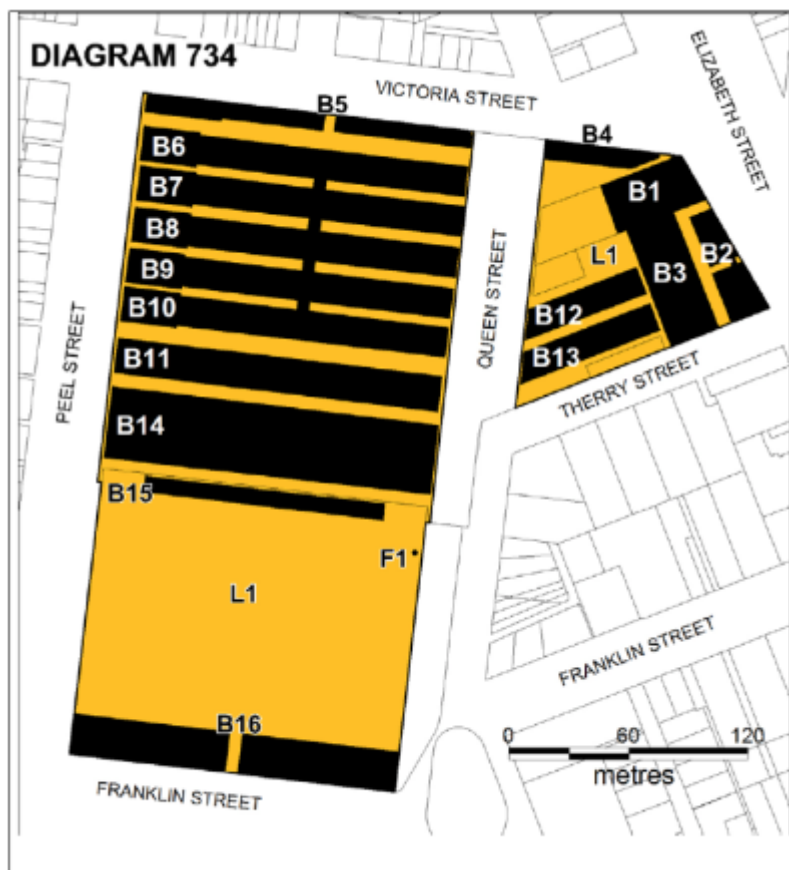 DIAGRAM 734
VICTORIA STREET
ELIZABETH STREET
B5
B4
B6
B1
B7
B8
L1
B2
B9
B3
QUEEN STREET
B10
B12
B11
B13
PEEL STREET
THERRY STREET
B14
B15
F1
L1
FRANKLIN STREET
B16
0 60 120
metres
FRANKLIN STREET